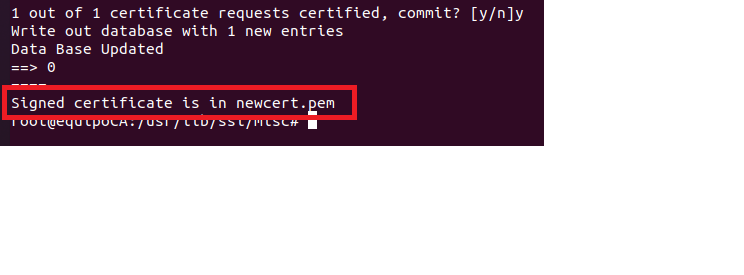 1 out of 1 certificate requests certified, commit? [y/n]y
Write out database with 1 new entries
Data Base Updated
==> 0
====
Signed certificate is in newcert.pem
root@equipoCA:/usr/lib/ssl/misc#